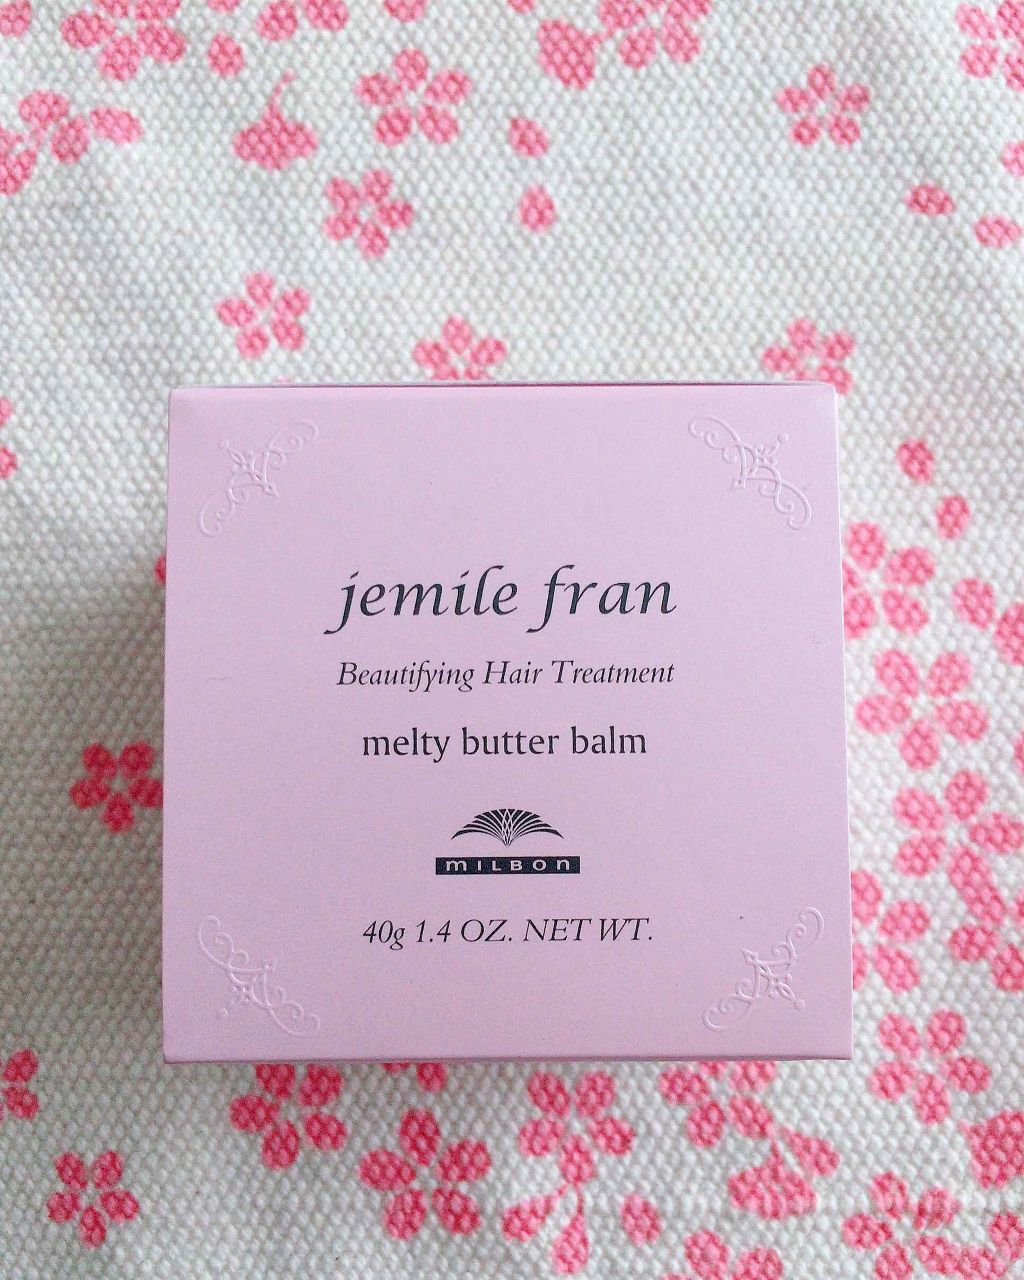 jemile fran
Beautifying Hair Treatment
melty butter balm
MILBON
40g 1.4 OZ. NET WT.